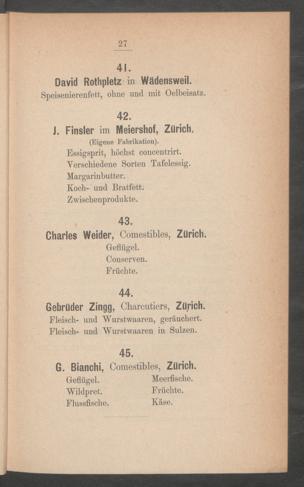 27
41.
David Rothpletz in Wädensweil.
Speisenierenfett, ohne und mit Oelbeisatz.
42.
J. Finsler im Meiershof, Zürich.
(Eigene Fabrikation).
Essigsprit, höchst concentrirt.
Verschiedene Sorten Tafelessig.
Margarinbutter.
Koch- und Bratfett.
Zwischenprodukte.
43.
Charles Weider, Comestibles, Zürich.
Geflügel.
Conserven.
Früchte.
44.
Gebrüder Zingg, Charcutiers, Zürich.
Fleisch- und Wurstwaaren, geräuchert.
Fleisch- und Wurstwaaren in Sulzen.
45.
G. Bianchi, Comestibles, Zürich.
Geflügel. Meerfische.
Wildpret. Früchte.
Flussfische. Käse.